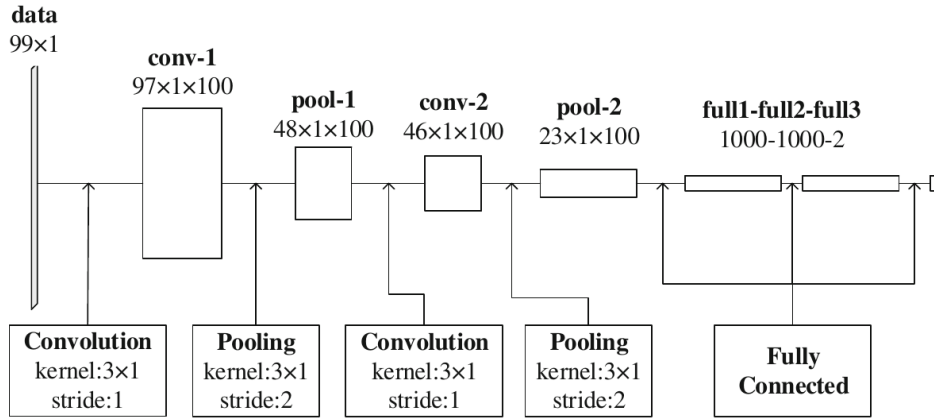 data
99×1
conv-1
97×1×100
pool-1
48×1×100
conv-2
46×1×100
pool-2
23×1×100
full1-full2-full3
1000-1000-2
Convolution
kernel:3×1
stride:1
Pooling
kernel:3×1
stride:2
Convolution
kernel:3×1
stride:1
Pooling
kernel:3×1
stride:2
Fully
Connected